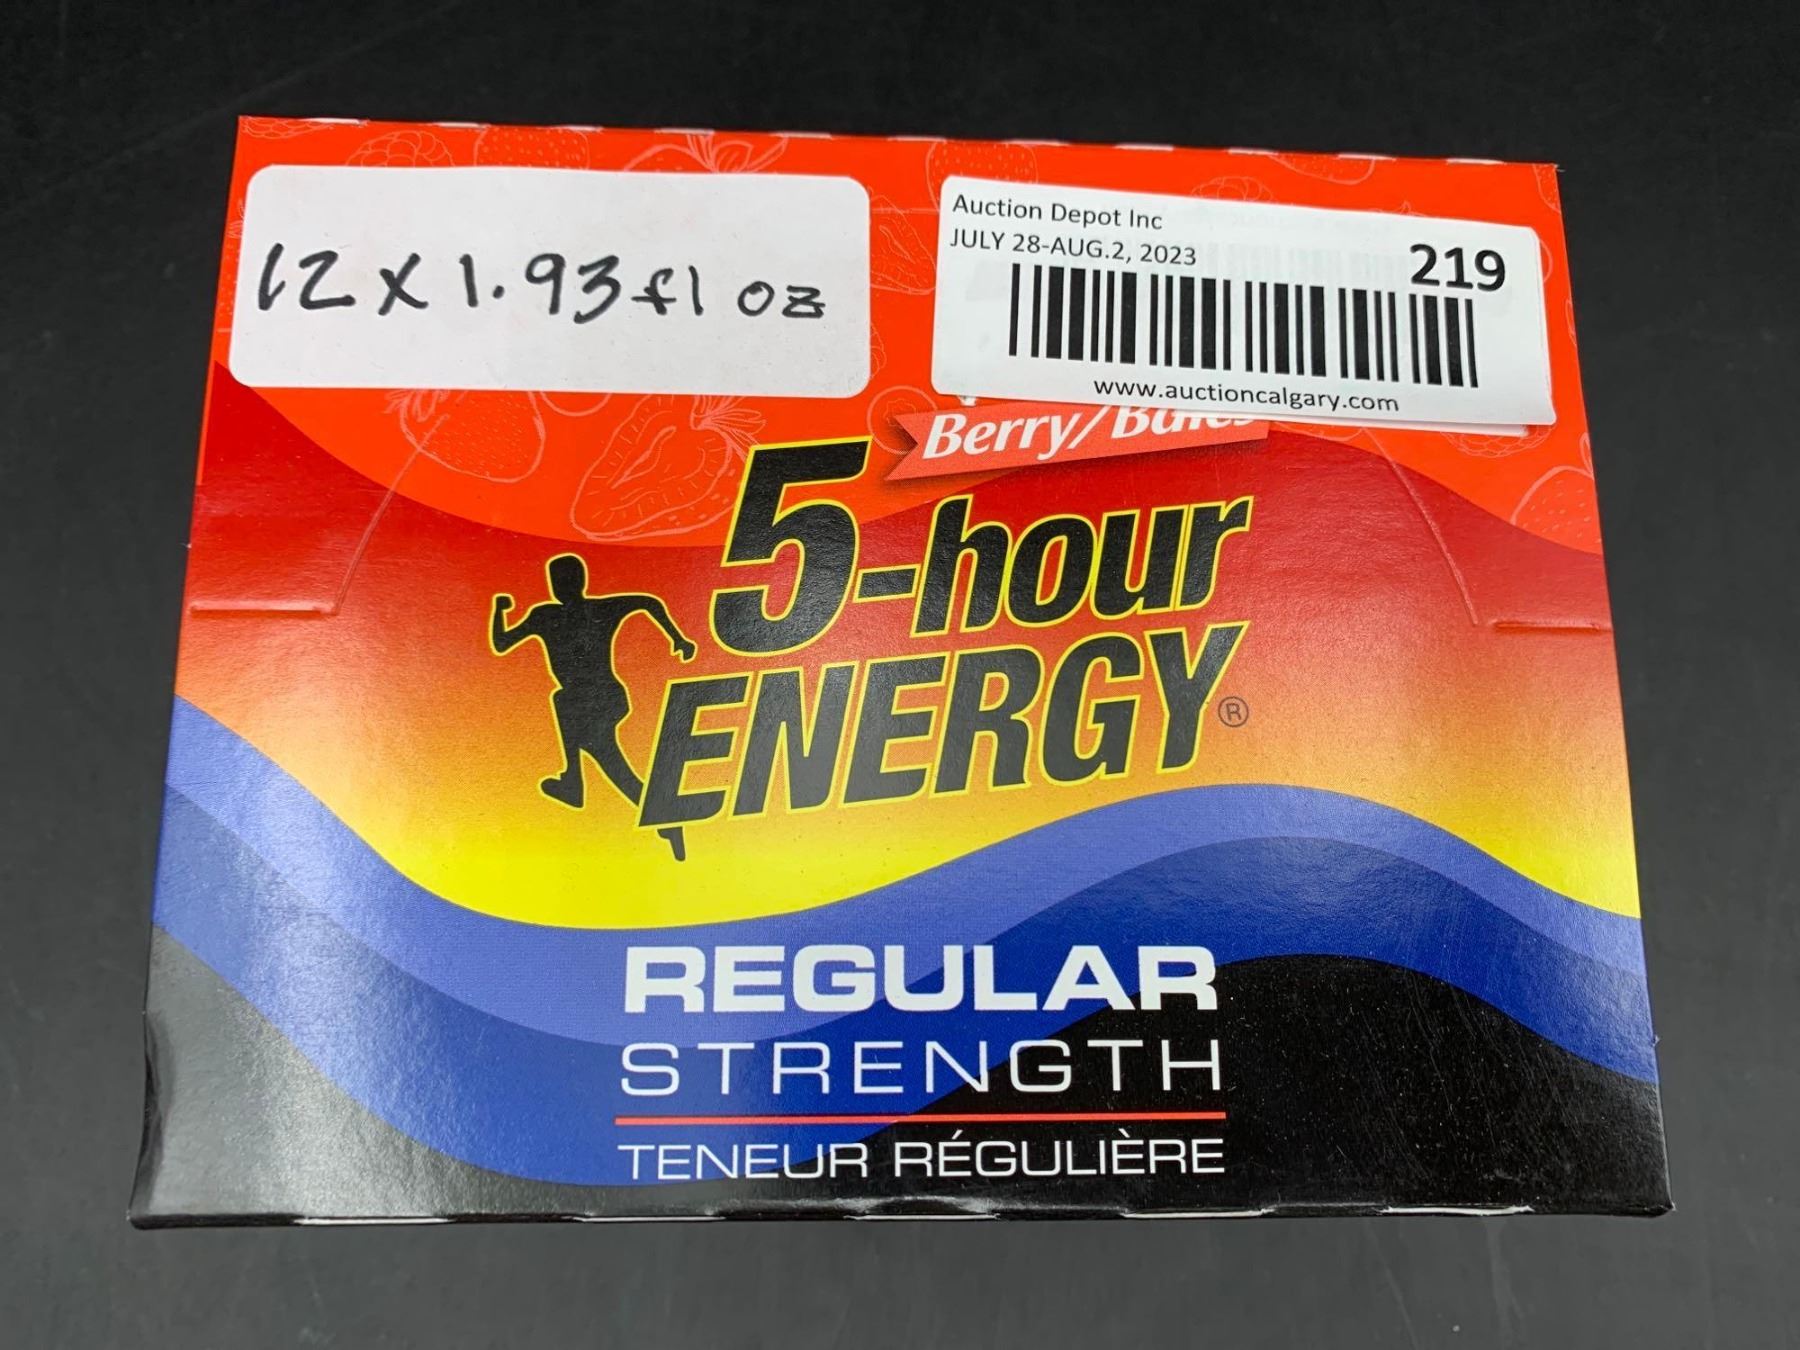 12 x 1.93 fl oz
Auction Depot Inc
JULY 28-AUG.2, 2023
219
www.auctioncalgary.com
Berry/
5-hour
ENERGY®
REGULAR
STRENGTH
TENEUR RÉGULIÈRE